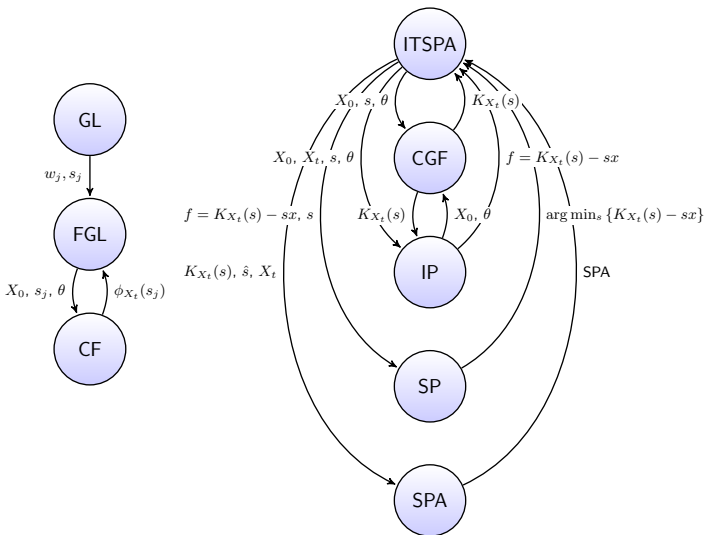 ITSPA
GL
X_0, s, θ
K_{X_t}(s)
X_0, X_t, s, θ
CGF
f = K_{X_t}(s) − sx
w_j, s_j
f = K_{X_t}(s) − sx, s
K_{X_t}(s)
X_0, θ
arg min_s {K_{X_t}(s) − sx}
FGL
K_{X_t}(s), ŝ, X_t
IP
SPA
X_0, s_j, θ
ϕ_{X_t}(s_j)
CF
SP
SPA